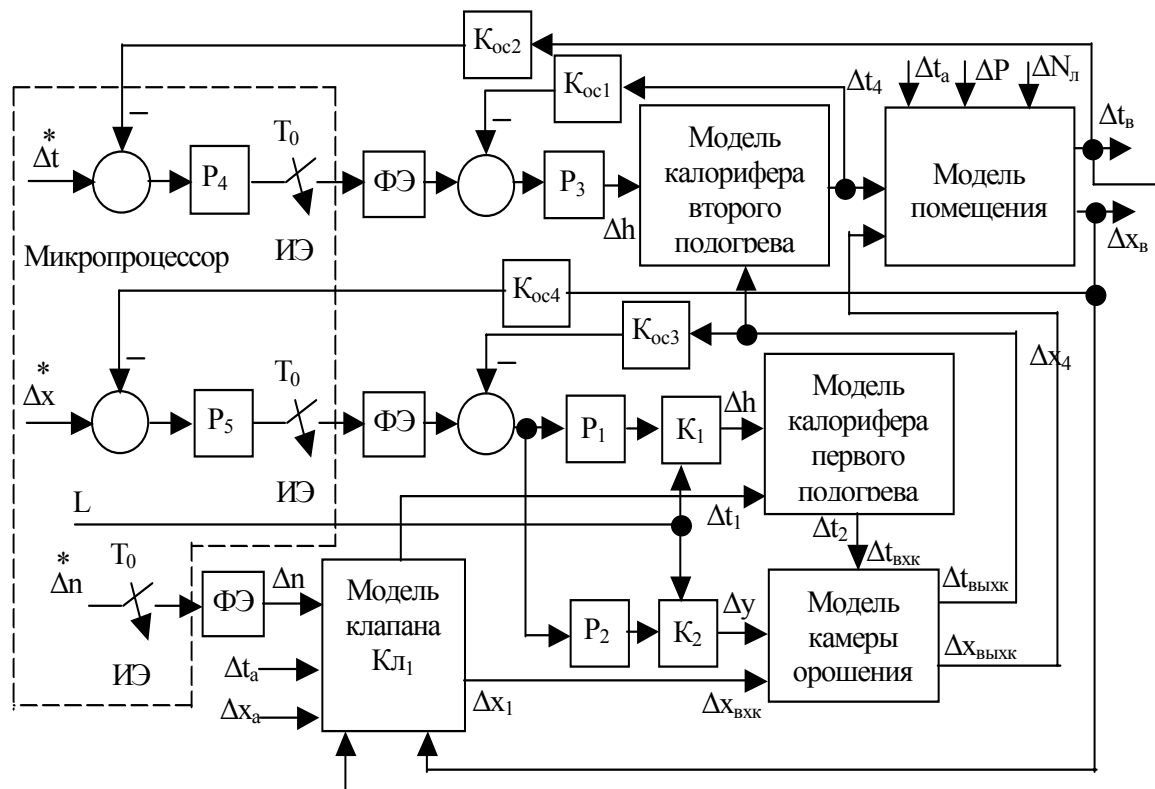 Kос2
Δtа ΔP ΔNл
Kос1
Δt4
Δtв
–
–
*
Δt
T0
P4
ФЭ
P3
Модель
калорифера
второго
подогрева
Модель
помещения
Δh
Δxв
ИЭ
Микропроцессор
Kос4
Kос3
–
–
Δx4
*
Δx
T0
P5
ФЭ
P1
K1
Δh
Модель
калорифера
первого
подогрева
ИЭ
L
Δt1
Δt2
Δtвхк
*
Δn
T0
ФЭ
Δn
Модель
клапана
Кл1
P2
K2
Δy
Модель
камеры
орошения
Δtвыхк
ИЭ
Δtа
Δxвыхк
Δxа
Δx1
Δxвхк